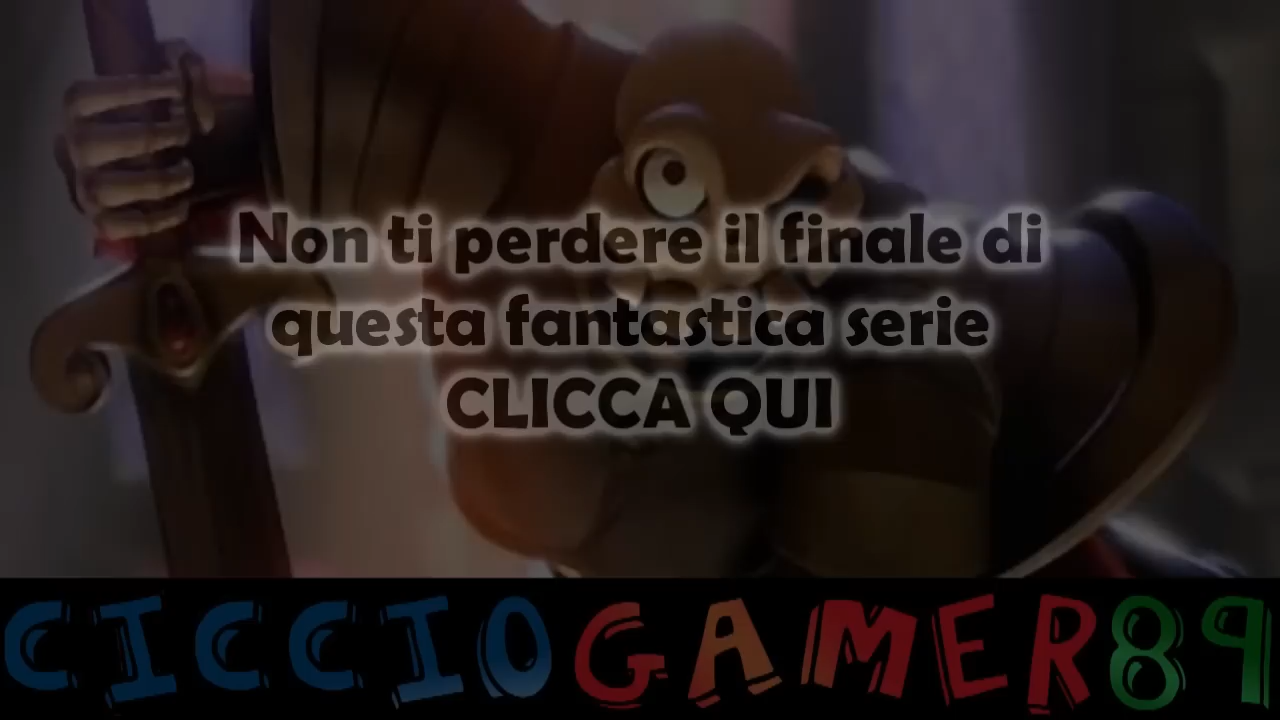 Non ti perdere il finale di
questa fantastica serie
CLICCA QUI
CICCIOGAMER89